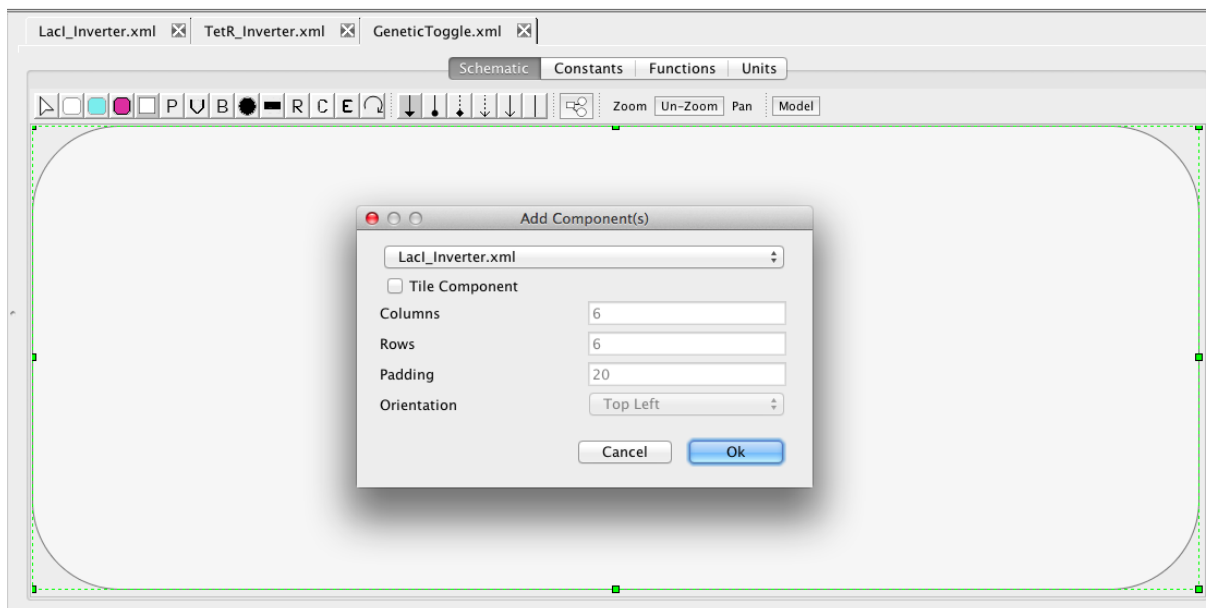 LacI_Inverter.xml TetR_Inverter.xml GeneticToggle.xml
Schematic Constants Functions Units
P V B R C E Zoom Un-Zoom Pan Model
Add Component(s)
LacI_Inverter.xml
Tile Component
Columns 6
Rows 6
Padding 20
Orientation Top Left
Cancel Ok